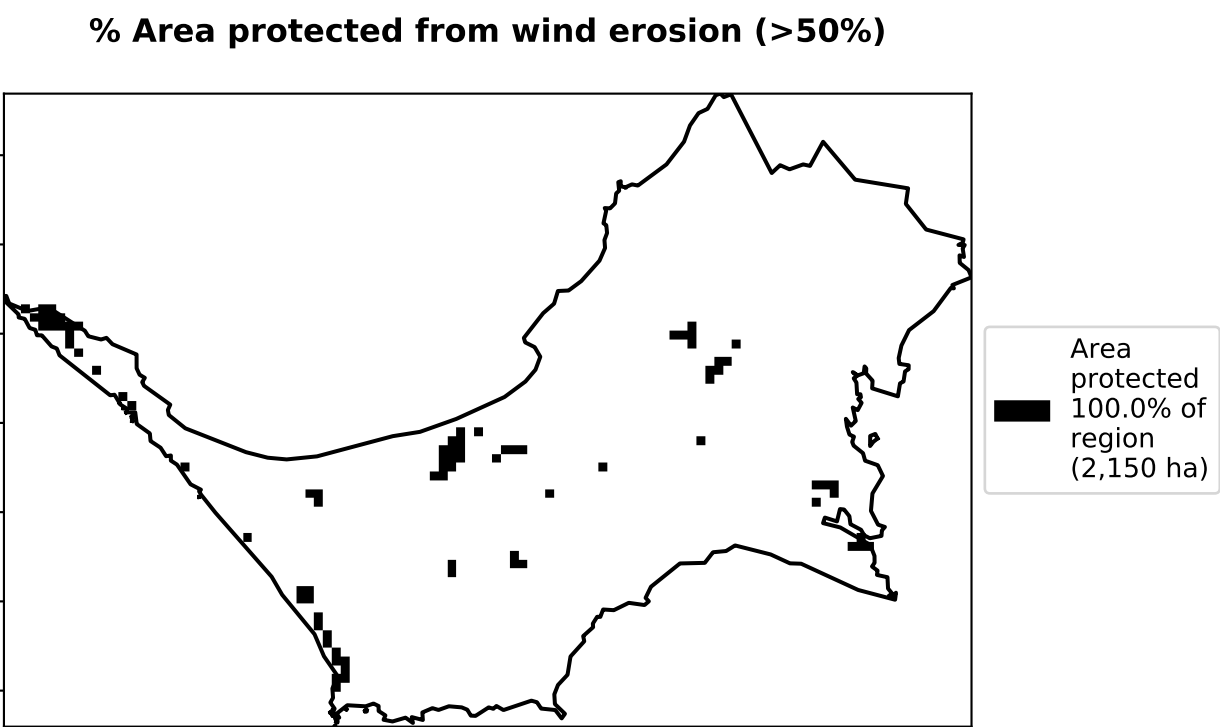 % Area protected from wind erosion (>50%)
Area
protected
100.0% of
region
(2,150 ha)